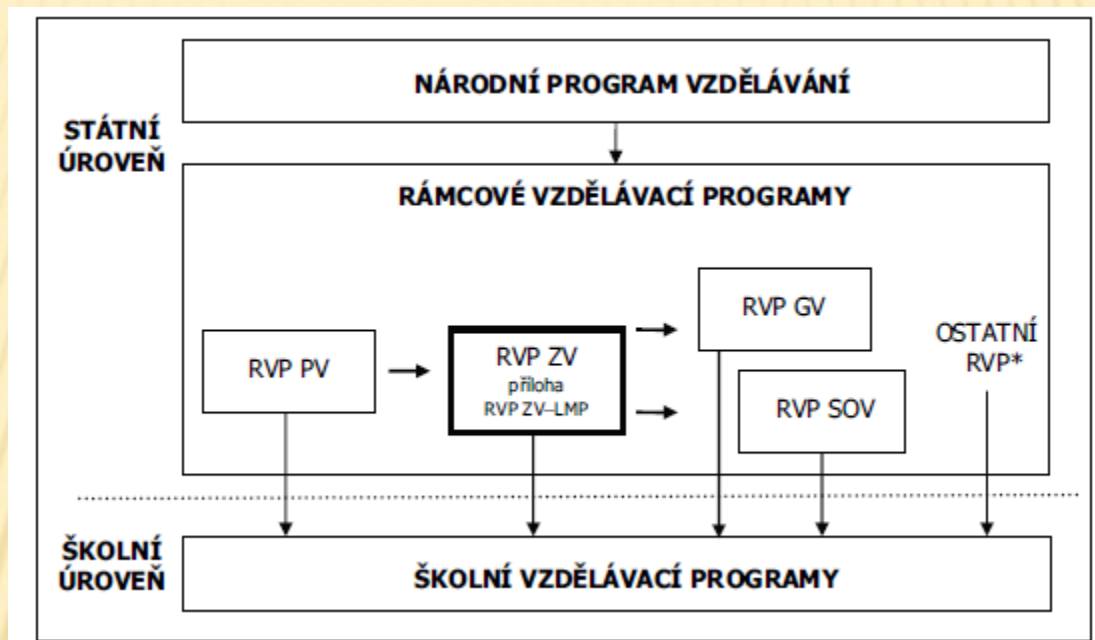 NÁRODNÍ PROGRAM VZDĚLÁVÁNÍ
STÁTNÍ
ÚROVEŇ
RÁMCOVÉ VZDĚLÁVACÍ PROGRAMY
RVP PV
RVP ZV
příloha
RVP ZV–LMP
RVP GV
RVP SOV
OSTATNÍ
RVP*
ŠKOLNÍ
ÚROVEŇ
ŠKOLNÍ VZDĚLÁVACÍ PROGRAMY